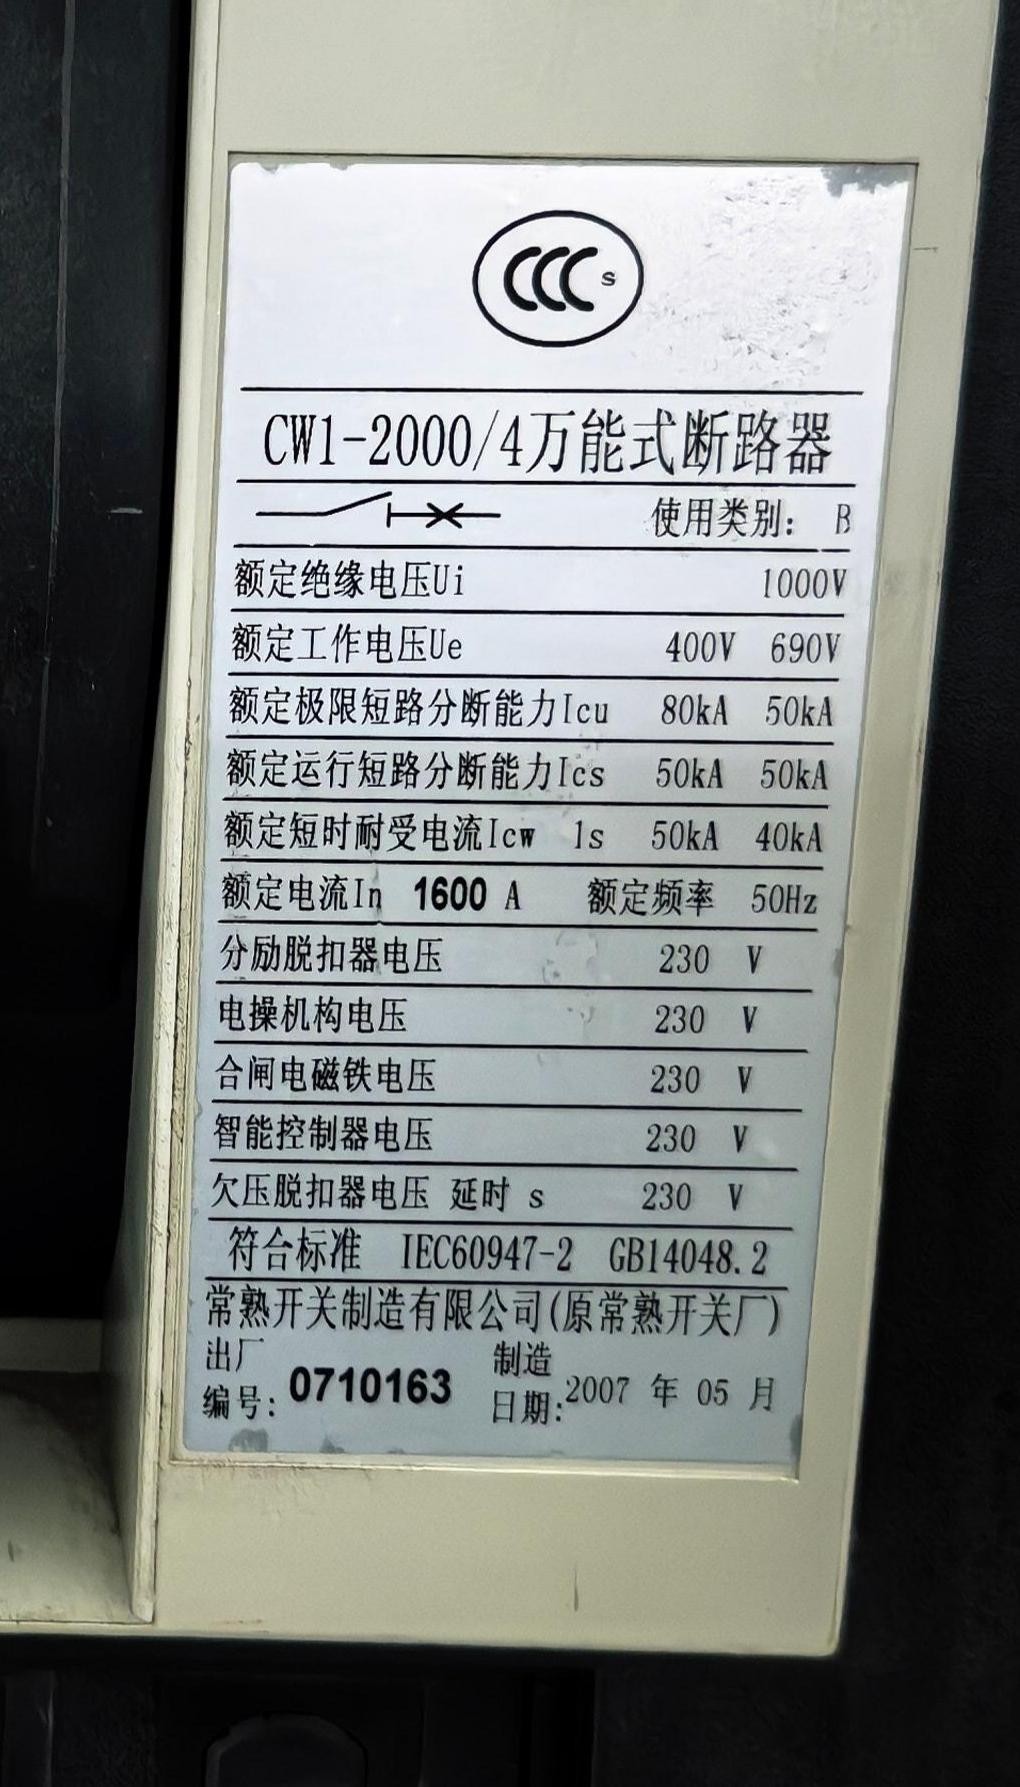 CCC s
CW1-2000/4万能式断路器
使用类别: B
额定绝缘电压Ui 1000V
额定工作电压Ue 400V 690V
额定极限短路分断能力Icu 80kA 50kA
额定运行短路分断能力Ics 50kA 50kA
额定短时耐受电流Icw 1s 50kA 40kA
额定电流In 1600 A 额定频率 50Hz
分励脱扣器电压 230 V
电操机构电压 230 V
合闸电磁铁电压 230 V
智能控制器电压 230 V
欠压脱扣器电压 延时 s 230 V
符合标准 IEC60947-2 GB14048.2
常熟开关制造有限公司(原常熟开关厂)
出厂编号: 0710163 制造日期: 2007 年 05 月